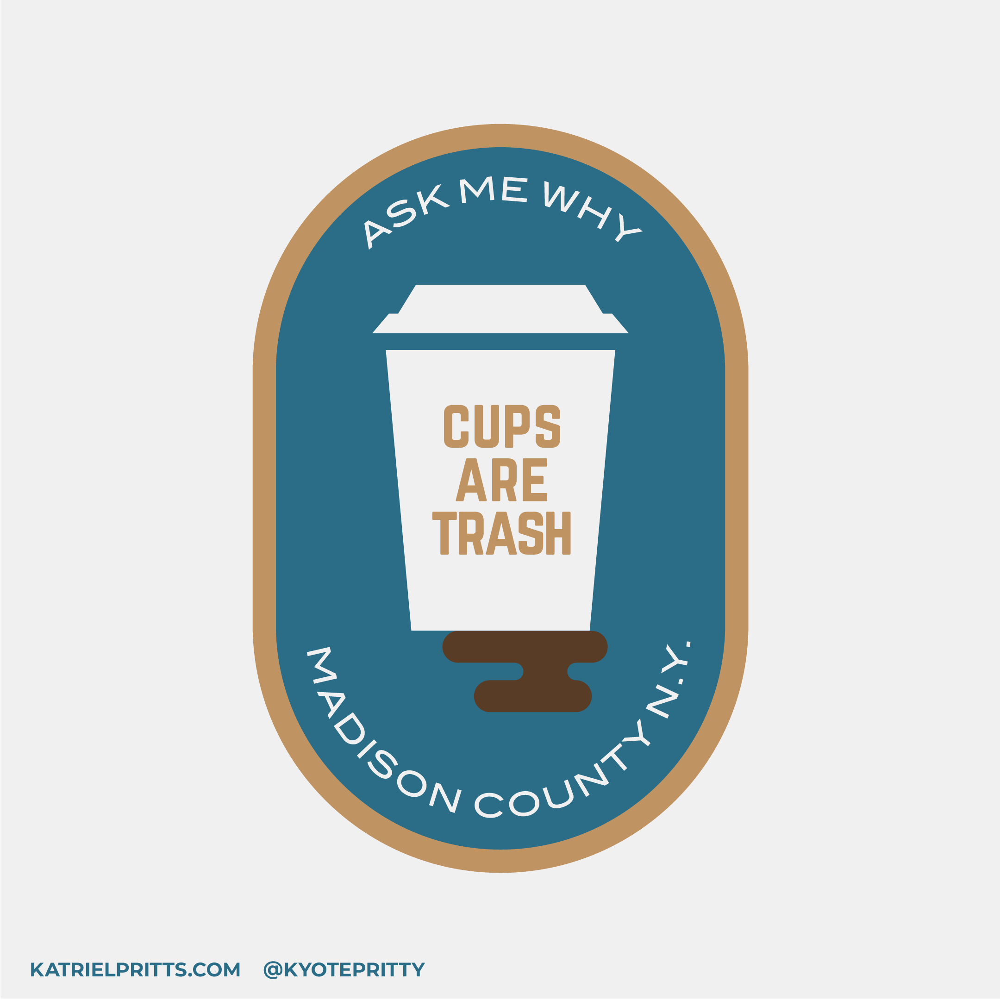 ASK ME WHY
CUPS
ARE
TRASH
MADISON COUNTY N.Y.
KATRIELPRITTS.COM @KYOTEPRITTY